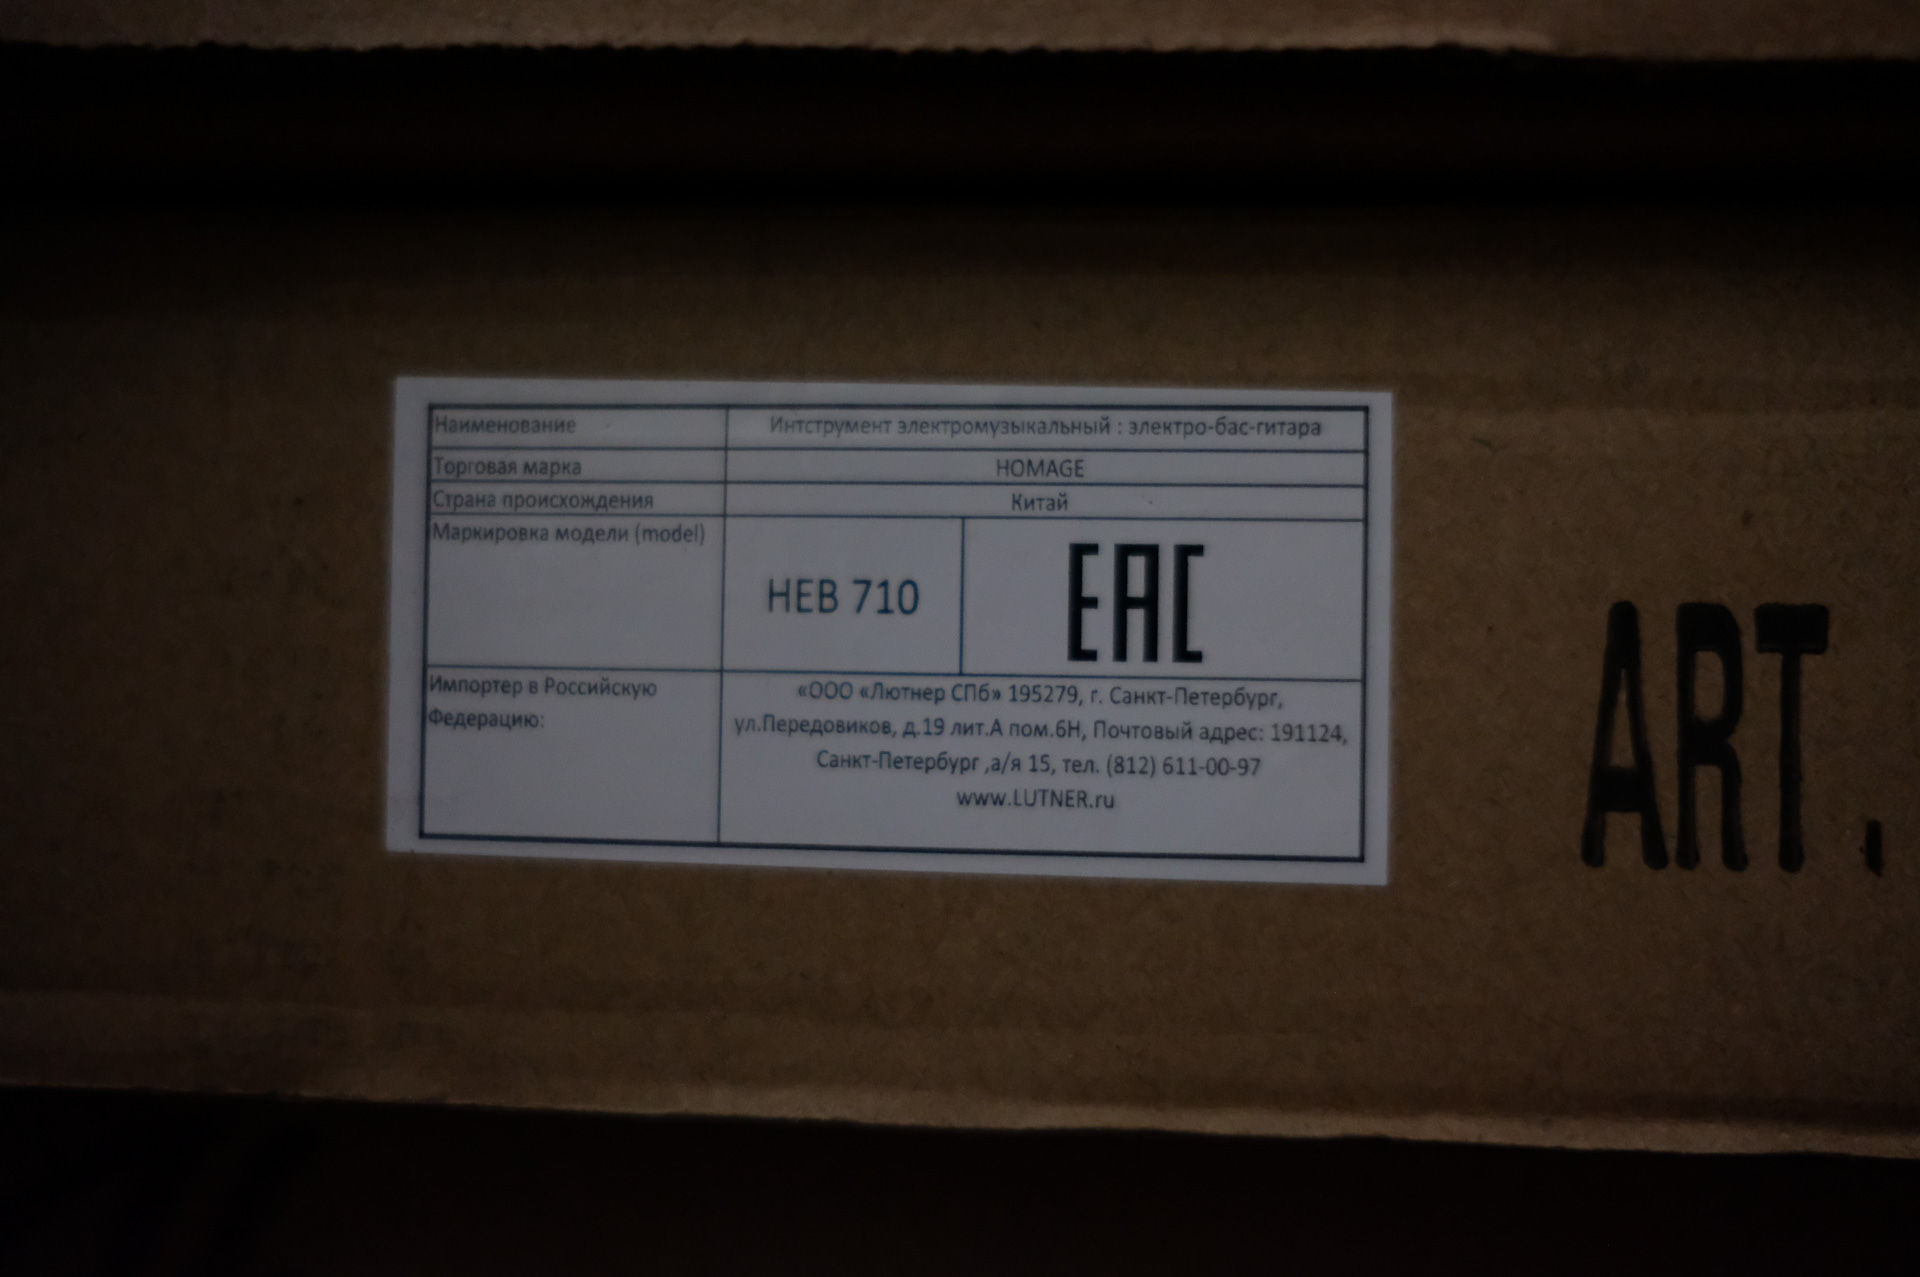 Наименование Интструмент электромузыкальный : электро-бас-гитара
Торговая марка HOMAGE
Страна происхождения Китай
Маркировка модели (model) HEB 710 EAC
Импортер в Российскую
Федерацию:
«ООО «Лютнер СПб» 195279, г. Санкт-Петербург,
ул.Передовиков, д.19 лит.А пом.6Н, Почтовый адрес: 191124,
Санкт-Петербург ,а/я 15, тел. (812) 611-00-97
www.LUTNER.ru
ART.